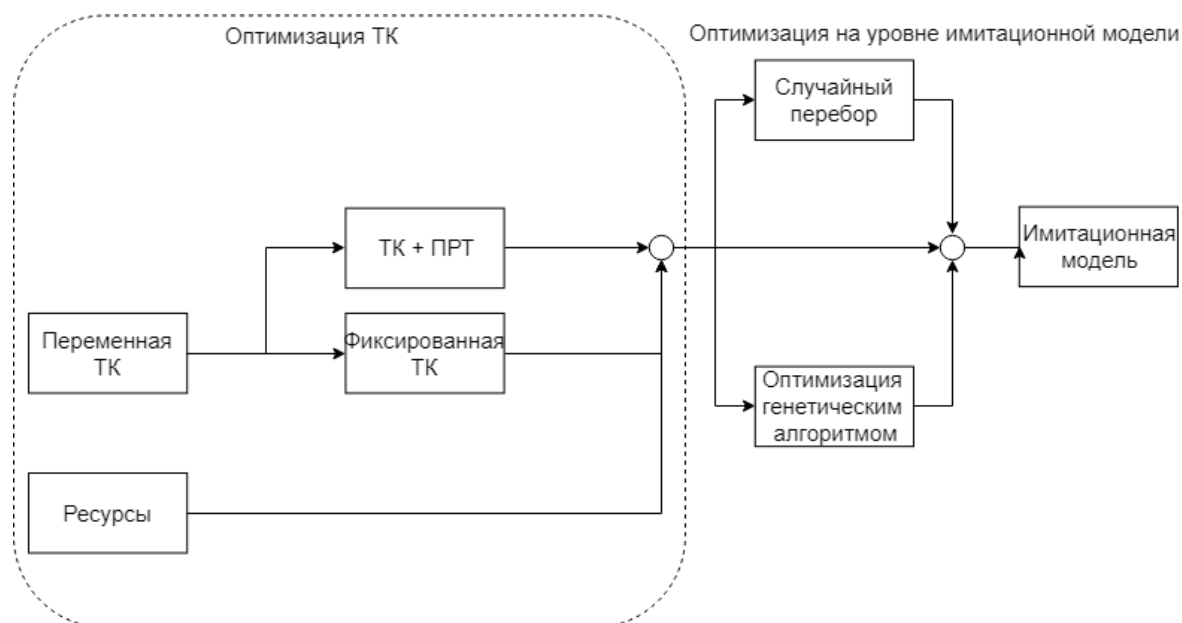 Оптимизация ТК
Оптимизация на уровне имитационной модели
Случайный
перебор
ТК + ПРТ
Имитационная
модель
Переменная
ТК
Фиксированная
ТК
Оптимизация
генетическим
алгоритмом
Ресурсы